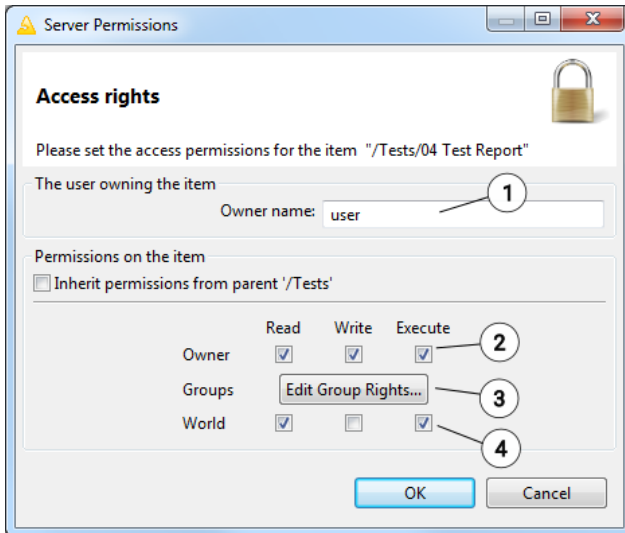 Server Permissions
Access rights
Please set the access permissions for the item "/Tests/04 Test Report"
The user owning the item
1
Owner name: user
Permissions on the item
Inherit permissions from parent '/Tests'
Read Write Execute
Owner 2
Groups Edit Group Rights... 3
World 4
OK Cancel